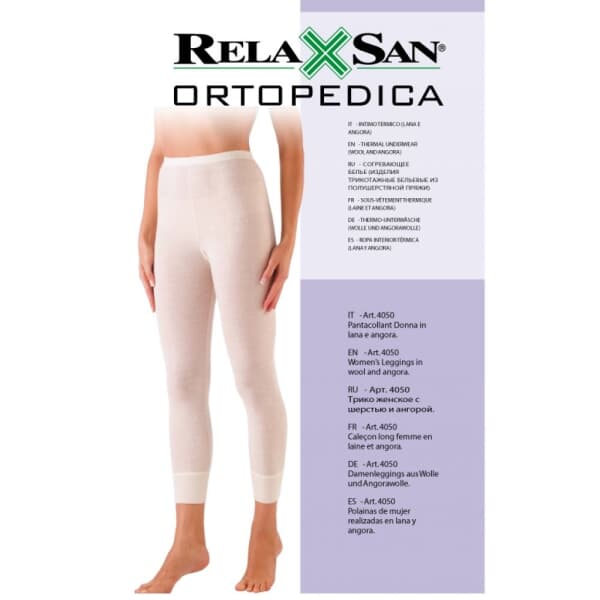 RELAXSAN®
ORTOPEDICA
IT - INTIMO TERMICO (LANA E
ANGORA)
EN - THERMAL UNDERWEAR
(WOOL AND ANGORA)
RU - СОГРЕВАЮЩЕЕ
БЕЛЬЕ (ИЗДЕЛИЯ
ТРИКОТАЖНЫЕ БЕЛЬЕВЫЕ ИЗ
ПОЛУШЕРСТЯНОЙ ПРЯЖИ)
FR - SOUS-VÊTEMENT THERMIQUE
(LAINE ET ANGORA)
DE - THERMO-UNTERWÄSCHE
(WOLLE UND ANGORAWOLLE)
ES - ROPA INTERIOR TÉRMICA
(LANA Y ANGORA)
IT - Art. 4050
Pantacollant Donna in
lana e angora.
EN - Art. 4050
Women's Leggings in
wool and angora.
RU - Арт. 4050
Трико женское с
шерстью и ангорой.
FR - Art. 4050
Caleçon long femme en
laine et angora.
DE - Art. 4050
Damenleggings aus Wolle
und Angorawolle.
ES - Art. 4050
Polainas de mujer
realizadas en lana y
angora.